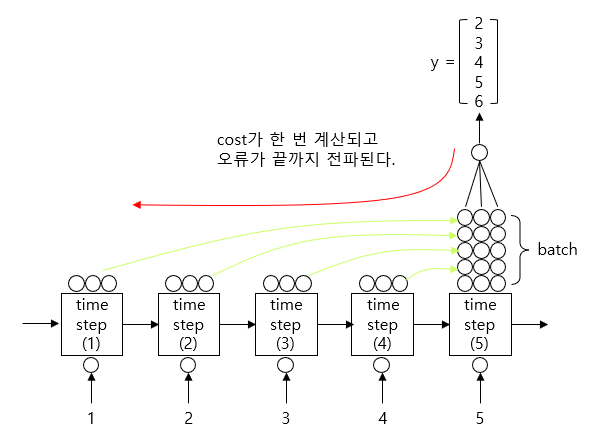 2
3
y = 4
5
6
cost가 한 번 계산되고
오류가 끝까지 전파된다.
batch
time step (1)
time step (2)
time step (3)
time step (4)
time step (5)
1 2 3 4 5